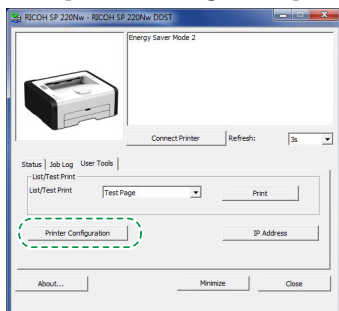 RICOH SP 220Nw - RICOH SP 220Nw DDST
Energy Saver Mode 2
Connect Printer
Refresh:
3s
Status
Job Log
User Tools
List/Test Print
List/Test Print
Test Page
Print
Printer Configuration
IP Address
About...
Minimize
Close